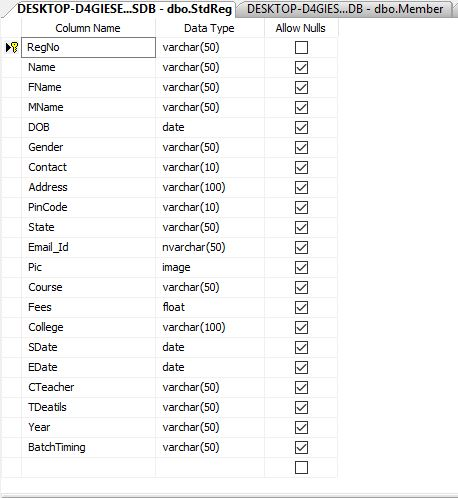 DESKTOP-D4GIESE...SDB - dbo.StdReg DESKTOP-D4GIES...DB - dbo.Member
Column Name Data Type Allow Nulls
RegNo varchar(50)
Name varchar(50)
FName varchar(50)
MName varchar(50)
DOB date
Gender varchar(50)
Contact varchar(10)
Address varchar(100)
PinCode varchar(10)
State varchar(50)
Email_Id nvarchar(50)
Pic image
Course varchar(50)
Fees float
College varchar(100)
SDate date
EDate date
CTeacher varchar(50)
TDeatils varchar(50)
Year varchar(50)
BatchTiming varchar(50)